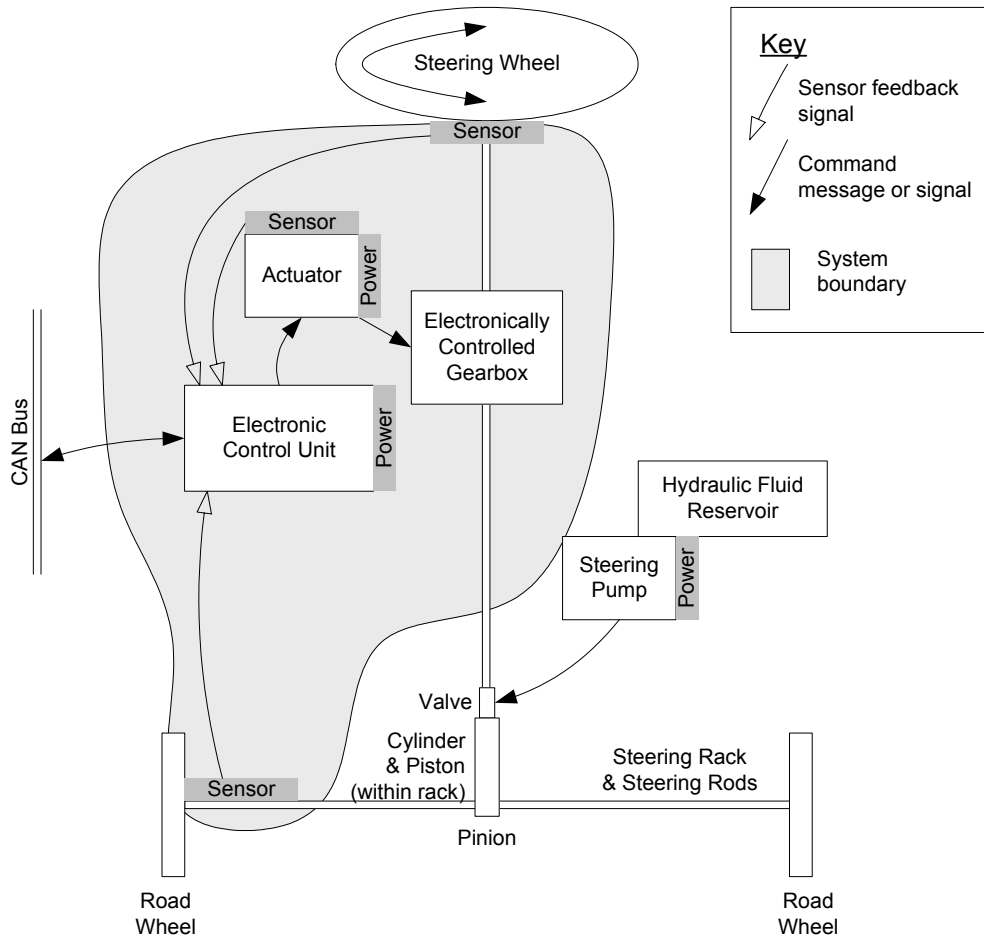 Steering Wheel
Sensor
Key
Sensor feedback
signal
Command
message or signal
System
boundary
Sensor
Actuator
Power
Electronically
Controlled
Gearbox
CAN Bus
Electronic
Control Unit
Power
Hydraulic Fluid
Reservoir
Steering
Pump
Power
Valve
Cylinder
& Piston
(within rack)
Steering Rack
& Steering Rods
Sensor
Pinion
Road
Wheel
Road
Wheel